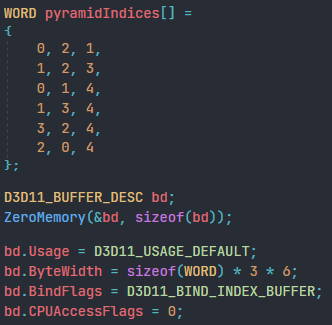 WORD pyramidIndices[] =
{
    0, 2, 1,
    1, 2, 3,
    0, 1, 4,
    1, 3, 4,
    3, 2, 4,
    2, 0, 4
};

D3D11_BUFFER_DESC bd;
ZeroMemory(&bd, sizeof(bd));

bd.Usage = D3D11_USAGE_DEFAULT;
bd.ByteWidth = sizeof(WORD) * 3 * 6;
bd.BindFlags = D3D11_BIND_INDEX_BUFFER;
bd.CPUAccessFlags = 0;